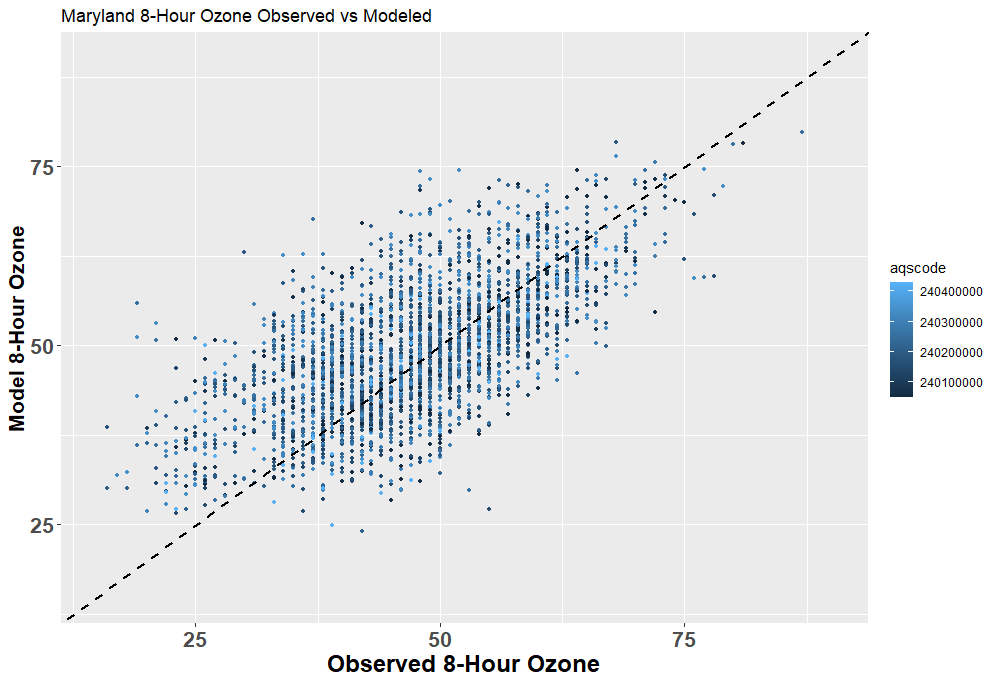 Maryland 8-Hour Ozone Observed vs Modeled
Model 8-Hour Ozone
75
50
25
25 50 75
Observed 8-Hour Ozone
aqscode
240400000
240300000
240200000
240100000